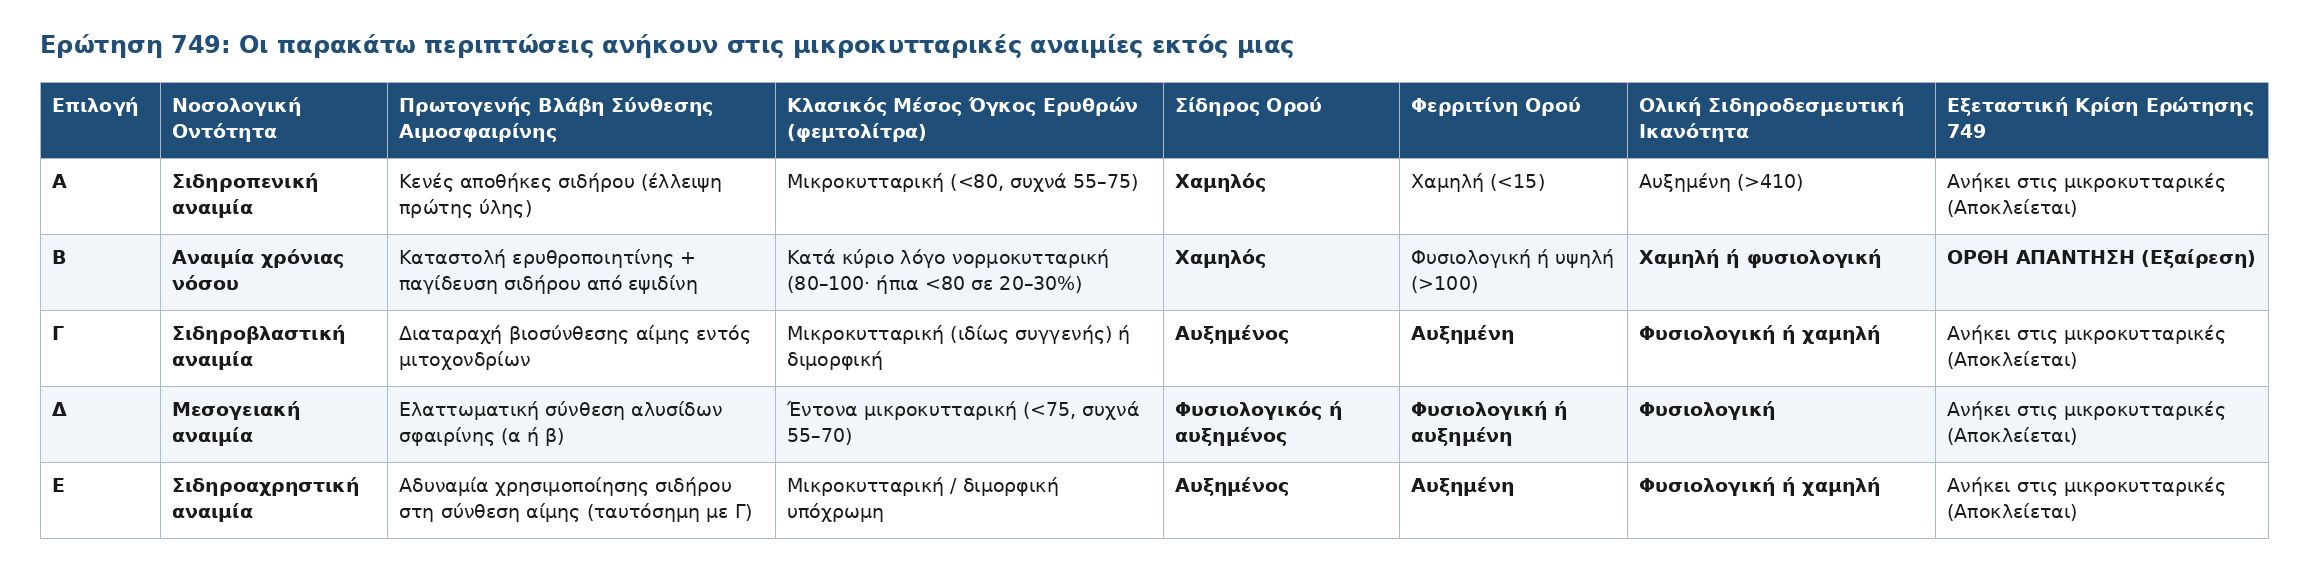 Ερώτηση 749: Οι παρακάτω περιπτώσεις ανήκουν στις μικροκυτταρικές αναιμίες εκτός μιας
Επιλογή
Νοσολογική
Οντότητα
Πρωτογενής Βλάβη Σύνθεσης
Αιμοσφαιρίνης
Κλασικός Μέσος Όγκος Ερυθρών
(φεμτολίτρα)
Σίδηρος Ορού
Φερριτίνη Ορού
Ολική Σιδηροδεσμευτική
Ικανότητα
Εξεταστική Κρίση Ερώτησης
749
Α
Σιδηροπενική
αναιμία
Κενές αποθήκες σιδήρου (έλλειψη
πρώτης ύλης)
Μικροκυτταρική (<80, συχνά 55–75)
Χαμηλός
Χαμηλή (<15)
Αυξημένη (>410)
Ανήκει στις μικροκυτταρικές
(Αποκλείεται)
Β
Αναιμία χρόνιας
νόσου
Καταστολή ερυθροποιητίνης +
παγίδευση σιδήρου από εψιδίνη
Κατά κύριο λόγο νορμοκυτταρική
(80–100· ήπια <80 σε 20–30%)
Χαμηλός
Φυσιολογική ή υψηλή
(>100)
Χαμηλή ή φυσιολογική
ΟΡΘΗ ΑΠΑΝΤΗΣΗ (Εξαίρεση)
Γ
Σιδηροβλαστική
αναιμία
Διαταραχή βιοσύνθεσης αίμης εντός
μιτοχονδρίων
Μικροκυτταρική (ιδίως συγγενής) ή
διμορφική
Αυξημένος
Αυξημένη
Φυσιολογική ή χαμηλή
Ανήκει στις μικροκυτταρικές
(Αποκλείεται)
Δ
Μεσογειακή
αναιμία
Ελαττωματική σύνθεση αλυσίδων
σφαιρίνης (α ή β)
Έντονα μικροκυτταρική (<75, συχνά
55–70)
Φυσιολογικός ή
αυξημένος
Φυσιολογική ή
αυξημένη
Φυσιολογική
Ανήκει στις μικροκυτταρικές
(Αποκλείεται)
Ε
Σιδηροαχρηστική
αναιμία
Αδυναμία χρησιμοποίησης σιδήρου
στη σύνθεση αίμης (ταυτόσημη με Γ)
Μικροκυτταρική / διμορφική
υπόχρωμη
Αυξημένος
Αυξημένη
Φυσιολογική ή χαμηλή
Ανήκει στις μικροκυτταρικές
(Αποκλείεται)